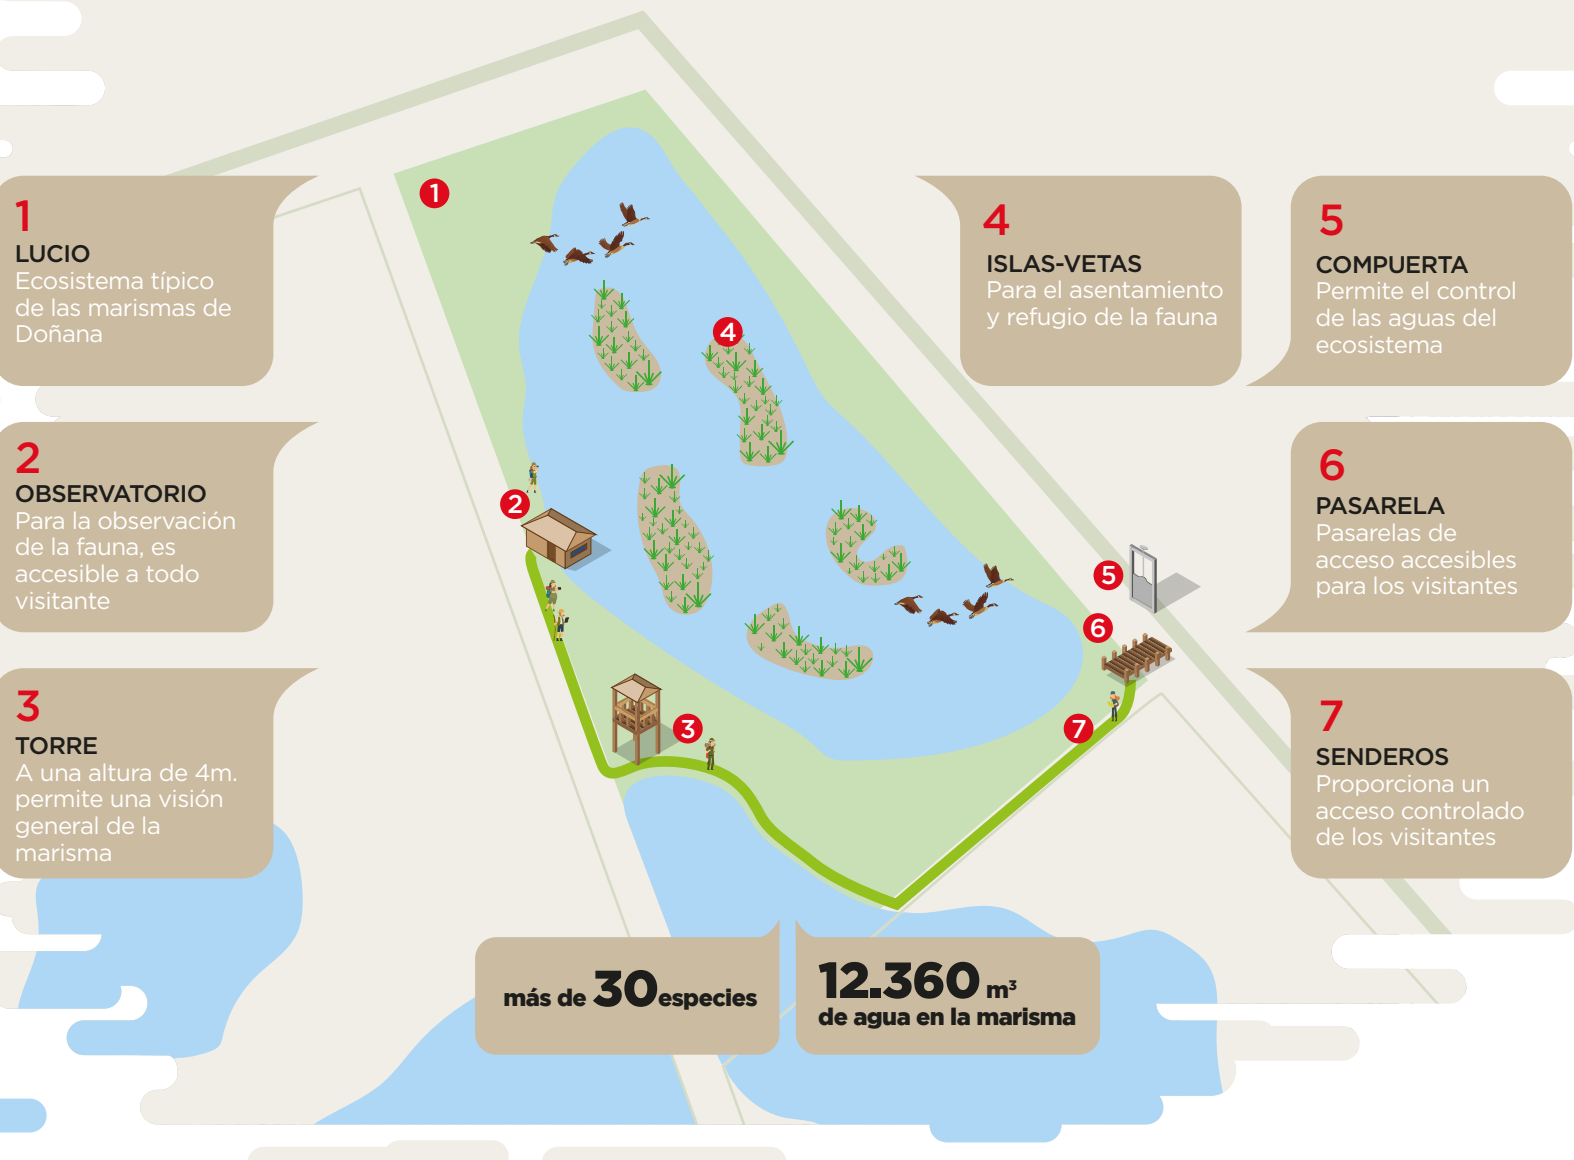 1
LUCIO
Ecosistema típico
de las marismas de
Doñana
2
OBSERVATORIO
Para la observación
de la fauna, es
accesible a todo
visitante
3
TORRE
A una altura de 4m.
permite una visión
general de la
marisma
4
ISLAS-VETAS
Para el asentamiento
y refugio de la fauna
5
COMPUERTA
Permite el control
de las aguas del
ecosistema
6
PASARELA
Pasarelas de
acceso accesibles
para los visitantes
7
SENDEROS
Proporciona un
acceso controlado
de los visitantes
1
4
2
5
6
3
7
más de 30 especies
12.360 m³
de agua en la marisma